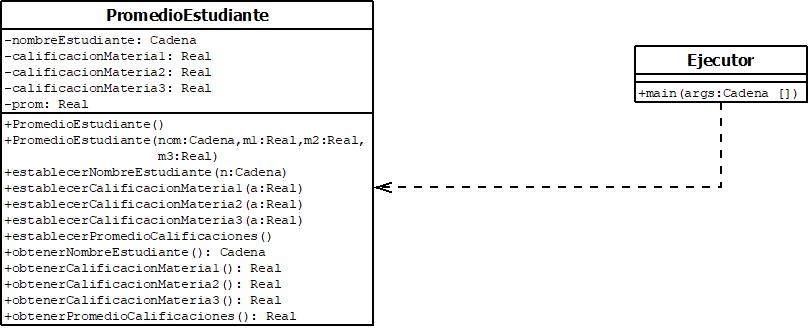 PromedioEstudiante
-nombreEstudiante: Cadena
-calificacionMateria1: Real
-calificacionMateria2: Real
-calificacionMateria3: Real
-prom: Real
+PromedioEstudiante()
+PromedioEstudiante(nom:Cadena,m1:Real,m2:Real,
m3:Real)
+establecerNombreEstudiante(n:Cadena)
+establecerCalificacionMateria1(a:Real)
+establecerCalificacionMateria2(a:Real)
+establecerCalificacionMateria3(a:Real)
+establecerPromedioCalificaciones()
+obtenerNombreEstudiante(): Cadena
+obtenerCalificacionMateria1(): Real
+obtenerCalificacionMateria2(): Real
+obtenerCalificacionMateria3(): Real
+obtenerPromedioCalificaciones(): Real
Ejecutor
+main(args:Cadena [])